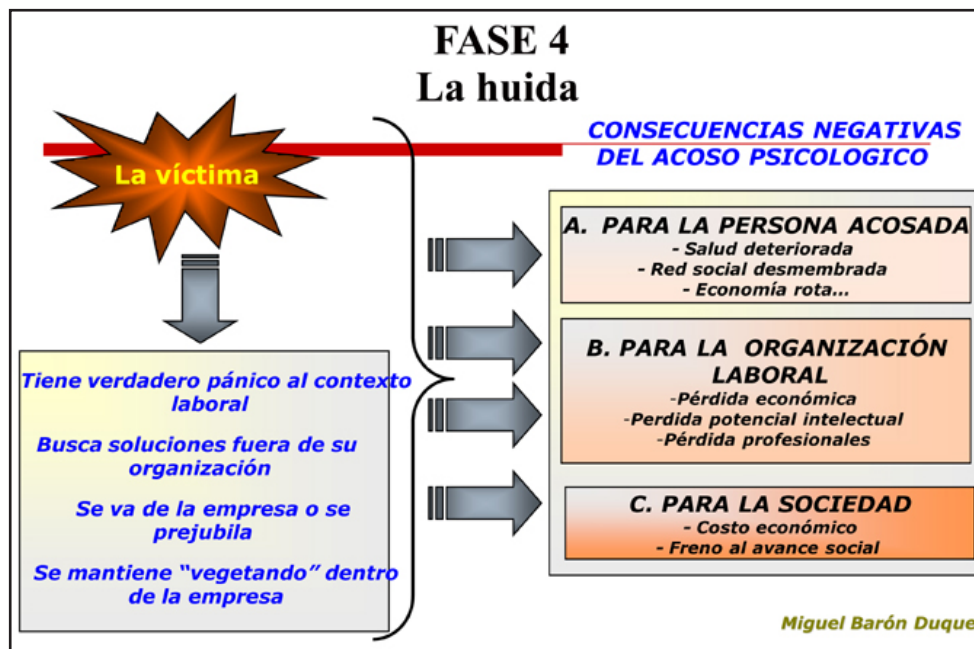 FASE 4
La huida
La víctima
Tiene verdadero pánico al contexto
laboral
Busca soluciones fuera de su
organización
Se va de la empresa o se
prejubila
Se mantiene “vegetando” dentro
de la empresa
CONSECUENCIAS NEGATIVAS
DEL ACOSO PSICOLOGICO
A. PARA LA PERSONA ACOSADA
- Salud deteriorada
- Red social desmembrada
- Economía rota...
B. PARA LA ORGANIZACIÓN
LABORAL
-Pérdida económica
-Perdida potencial intelectual
-Pérdida profesionales
C. PARA LA SOCIEDAD
- Costo económico
- Freno al avance social
Miguel Barón Duque